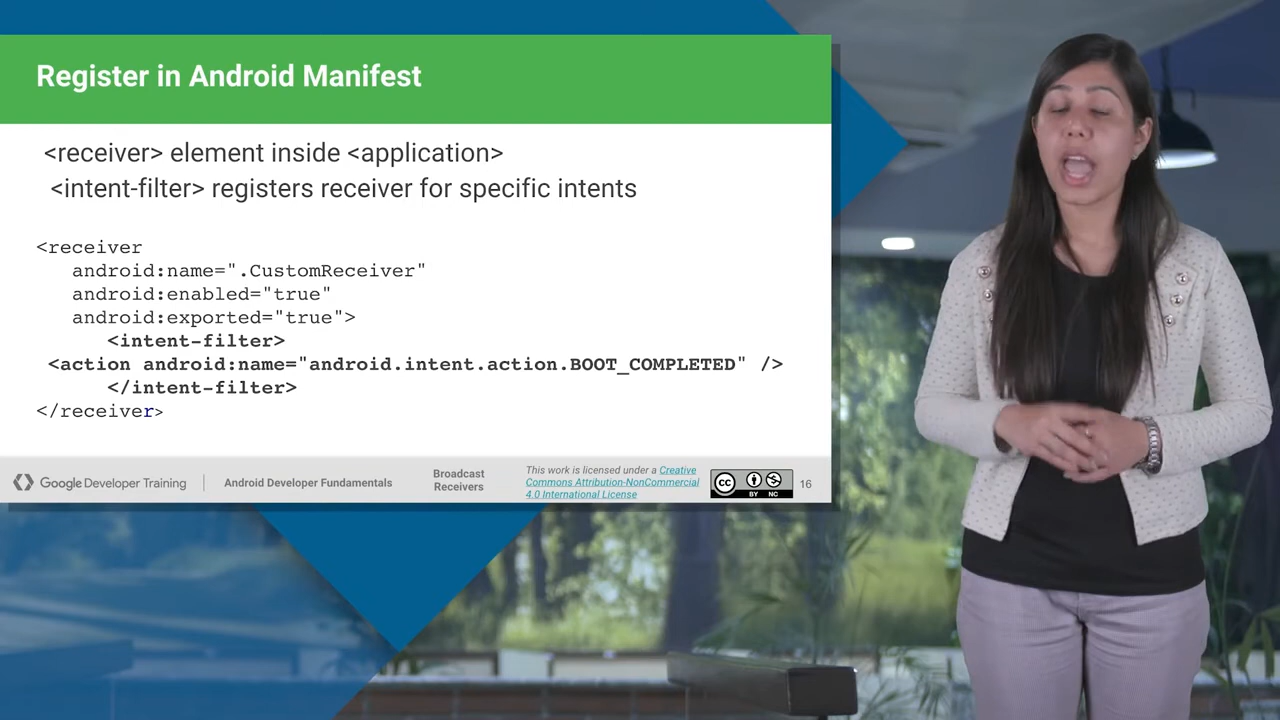 Register in Android Manifest
<receiver> element inside <application>
<intent-filter> registers receiver for specific intents
<receiver
android:name=".CustomReceiver"
android:enabled="true"
android:exported="true">
<intent-filter>
<action android:name="android.intent.action.BOOT_COMPLETED" />
</intent-filter>
</receiver>
Google Developer Training
Android Developer Fundamentals
Broadcast
Receivers
This work is licensed under a Creative
Commons Attribution-NonCommercial
4.0 International License
CC
BY NC
16